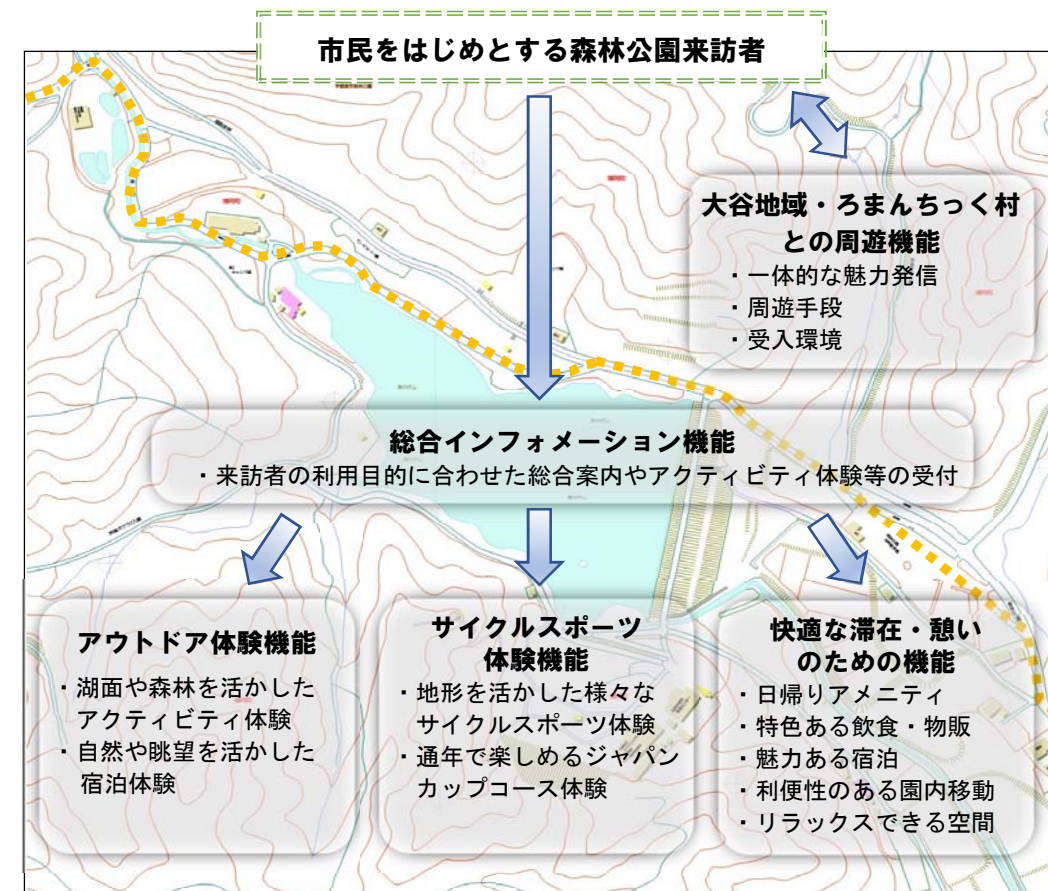 市民をはじめとする森林公園来訪者
大谷地域・ろまんちっく村
との周遊機能
・一体的な魅力発信
・周遊手段
・受入環境
総合インフォメーション機能
・来訪者の利用目的に合わせた総合案内やアクティビティ体験等の受付
アウトドア体験機能
・湖面や森林を活かした
アクティビティ体験
・自然や眺望を活かした
宿泊体験
サイクルスポーツ
体験機能
・地形を活かした様々な
サイクルスポーツ体験
・通年で楽しめるジャパン
カップコース体験
快適な滞在・憩い
のための機能
・日帰りアメニティ
・特色ある飲食・物販
・魅力ある宿泊
・利便性のある園内移動
・リラックスできる空間